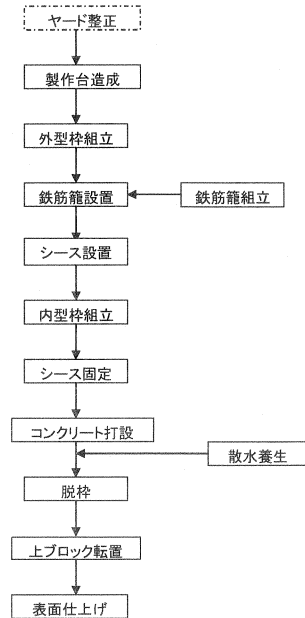 ヤード整正
製作台造成
外型枠組立
鉄筋籠設置
鉄筋籠組立
シース設置
内型枠組立
シース固定
コンクリート打設
散水養生
脱枠
上ブロック転置
表面仕上げ